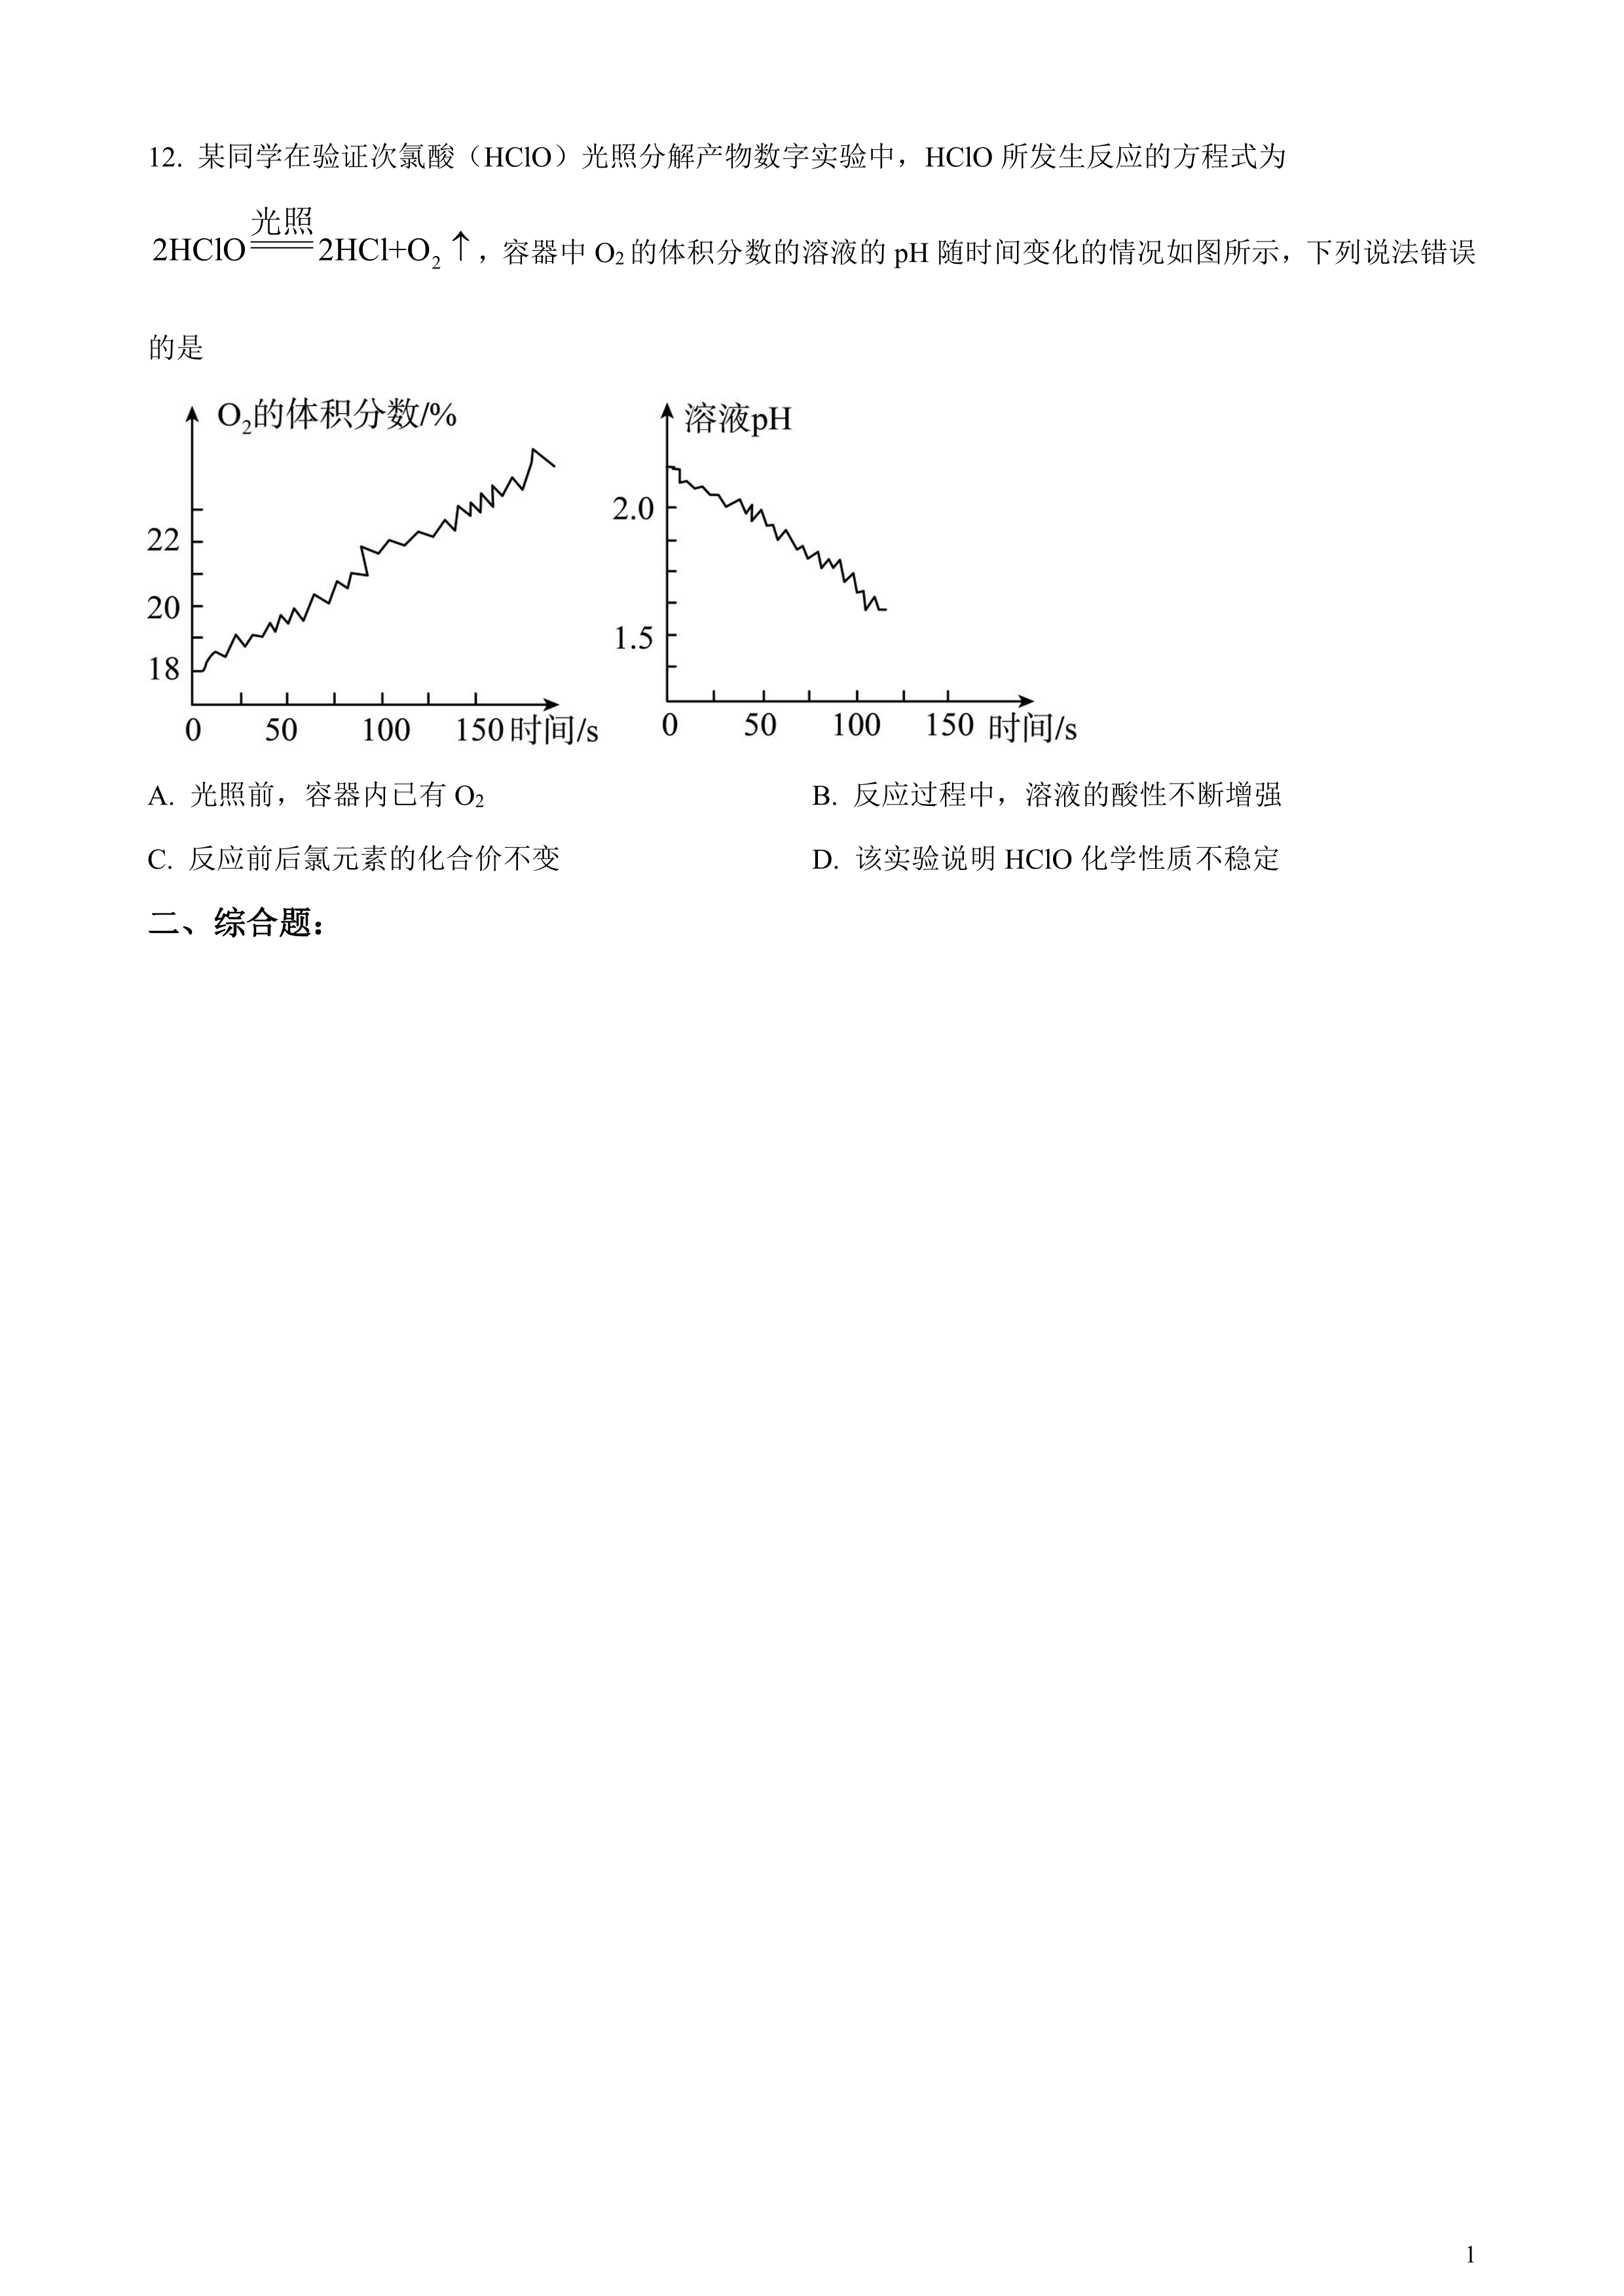 12. 某同学在验证次氯酸（HClO）光照分解产物数字实验中，HClO 所发生反应的方程式为
光照
2HClO══2HCl+O₂↑，容器中 O₂的体积分数的溶液的 pH 随时间变化的情况如图所示，下列说法错误
的是
O₂的体积分数/%
22
20
18
0 50 100 150 时间/s
溶液pH
2.0
1.5
0 50 100 150 时间/s
A. 光照前，容器内已有 O₂ B. 反应过程中，溶液的酸性不断增强
C. 反应前后氯元素的化合价不变 D. 该实验说明 HClO 化学性质不稳定
二、综合题：
1